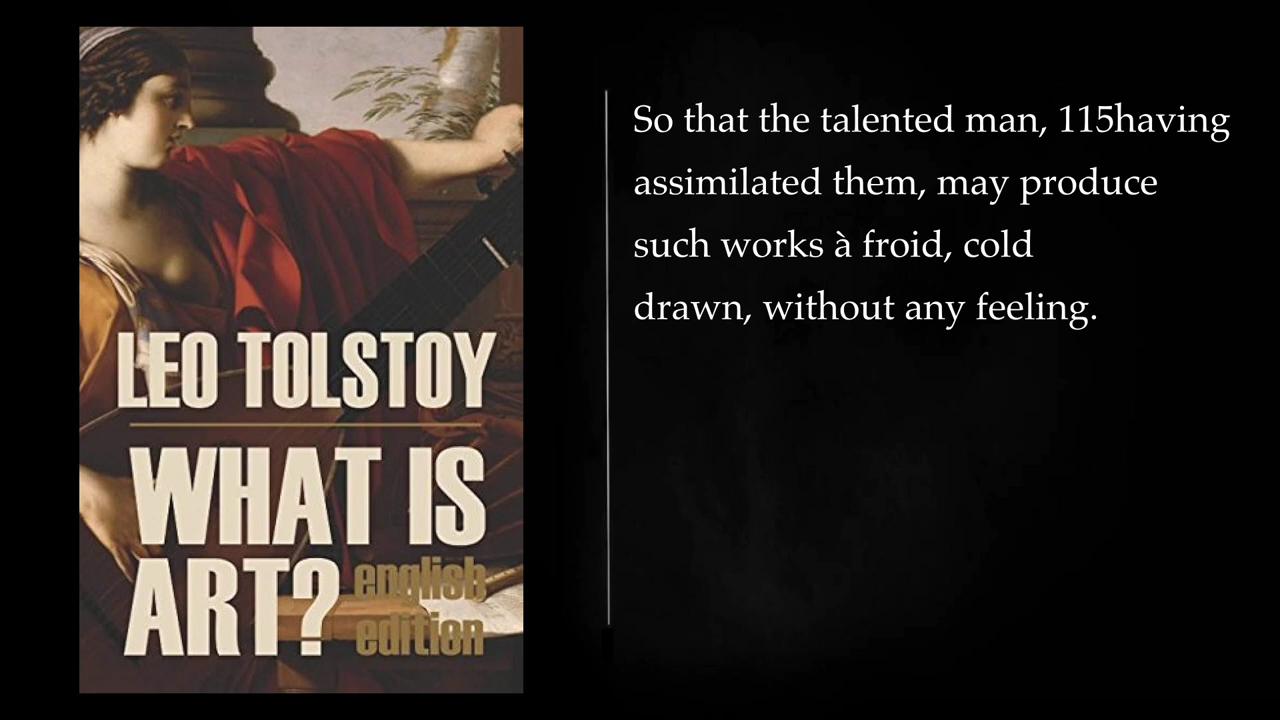 LEO TOLSTOY
WHAT IS
ART?
english
edition
So that the talented man, 115having
assimilated them, may produce
such works à froid, cold
drawn, without any feeling.